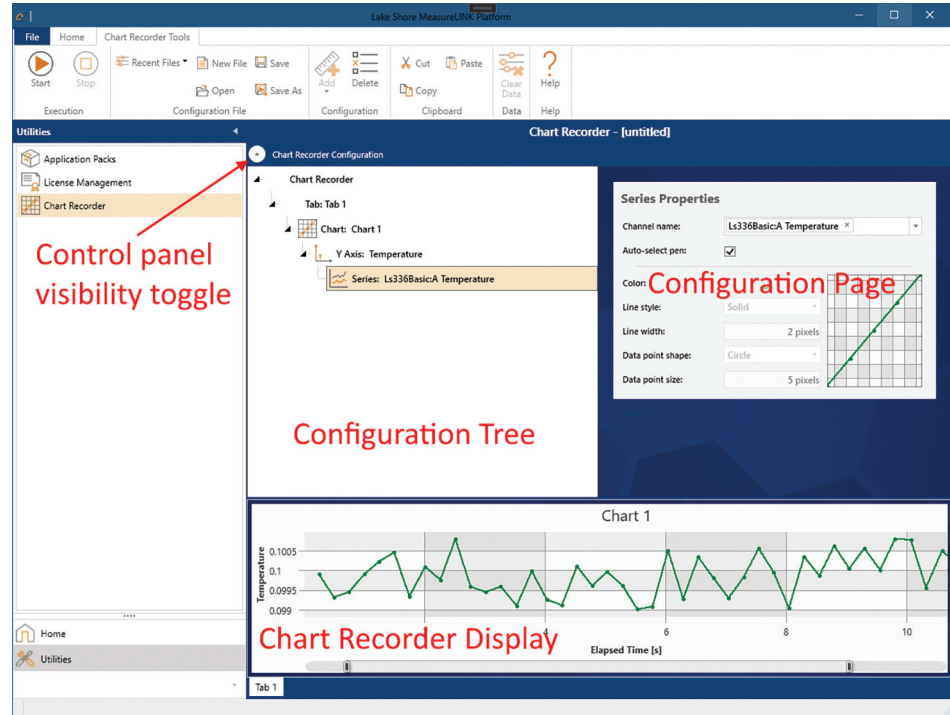 Lake Shore MeasureLINK Platform
File Home Chart Recorder Tools
Start Stop Recent Files New File Save Add Delete Cut Paste Clear Data Help
Open Save As Copy
Execution Configuration File Configuration Clipboard Data Help
Utilities
Chart Recorder - [untitled]
Application Packs
License Management
Chart Recorder
Control panel
visibility toggle
Home
Utilities
Chart Recorder Configuration
Chart Recorder
Tab: Tab 1
Chart: Chart 1
Y Axis: Temperature
Series: Ls336Basic:A Temperature
Configuration Tree
Series Properties
Channel name: Ls336Basic:A Temperature ×
Auto-select pen:
Color:
Configuration Page
Line style: Solid
Line width: 2 pixels
Data point shape: Circle
Data point size: 5 pixels
Chart 1
Temperature
0.1005
0.1
0.0995
0.099
6 8 10
Chart Recorder Display
Elapsed Time [s]
Tab 1